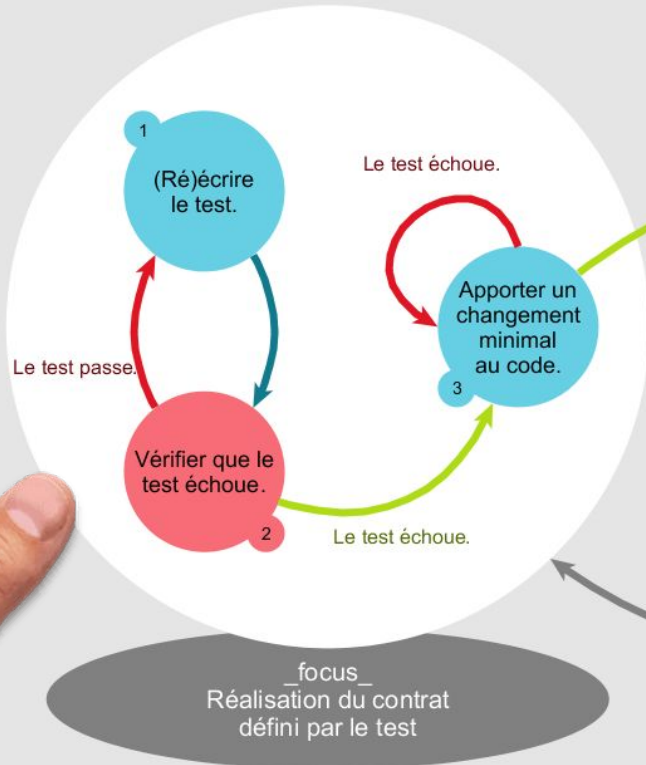 1
(Ré)écrire
le test.
Le test échoue.
Apporter un
changement
minimal
au code.
3
Le test passe.
Vérifier que le
test échoue.
2
Le test échoue.
_focus_
Réalisation du contrat
défini par le test